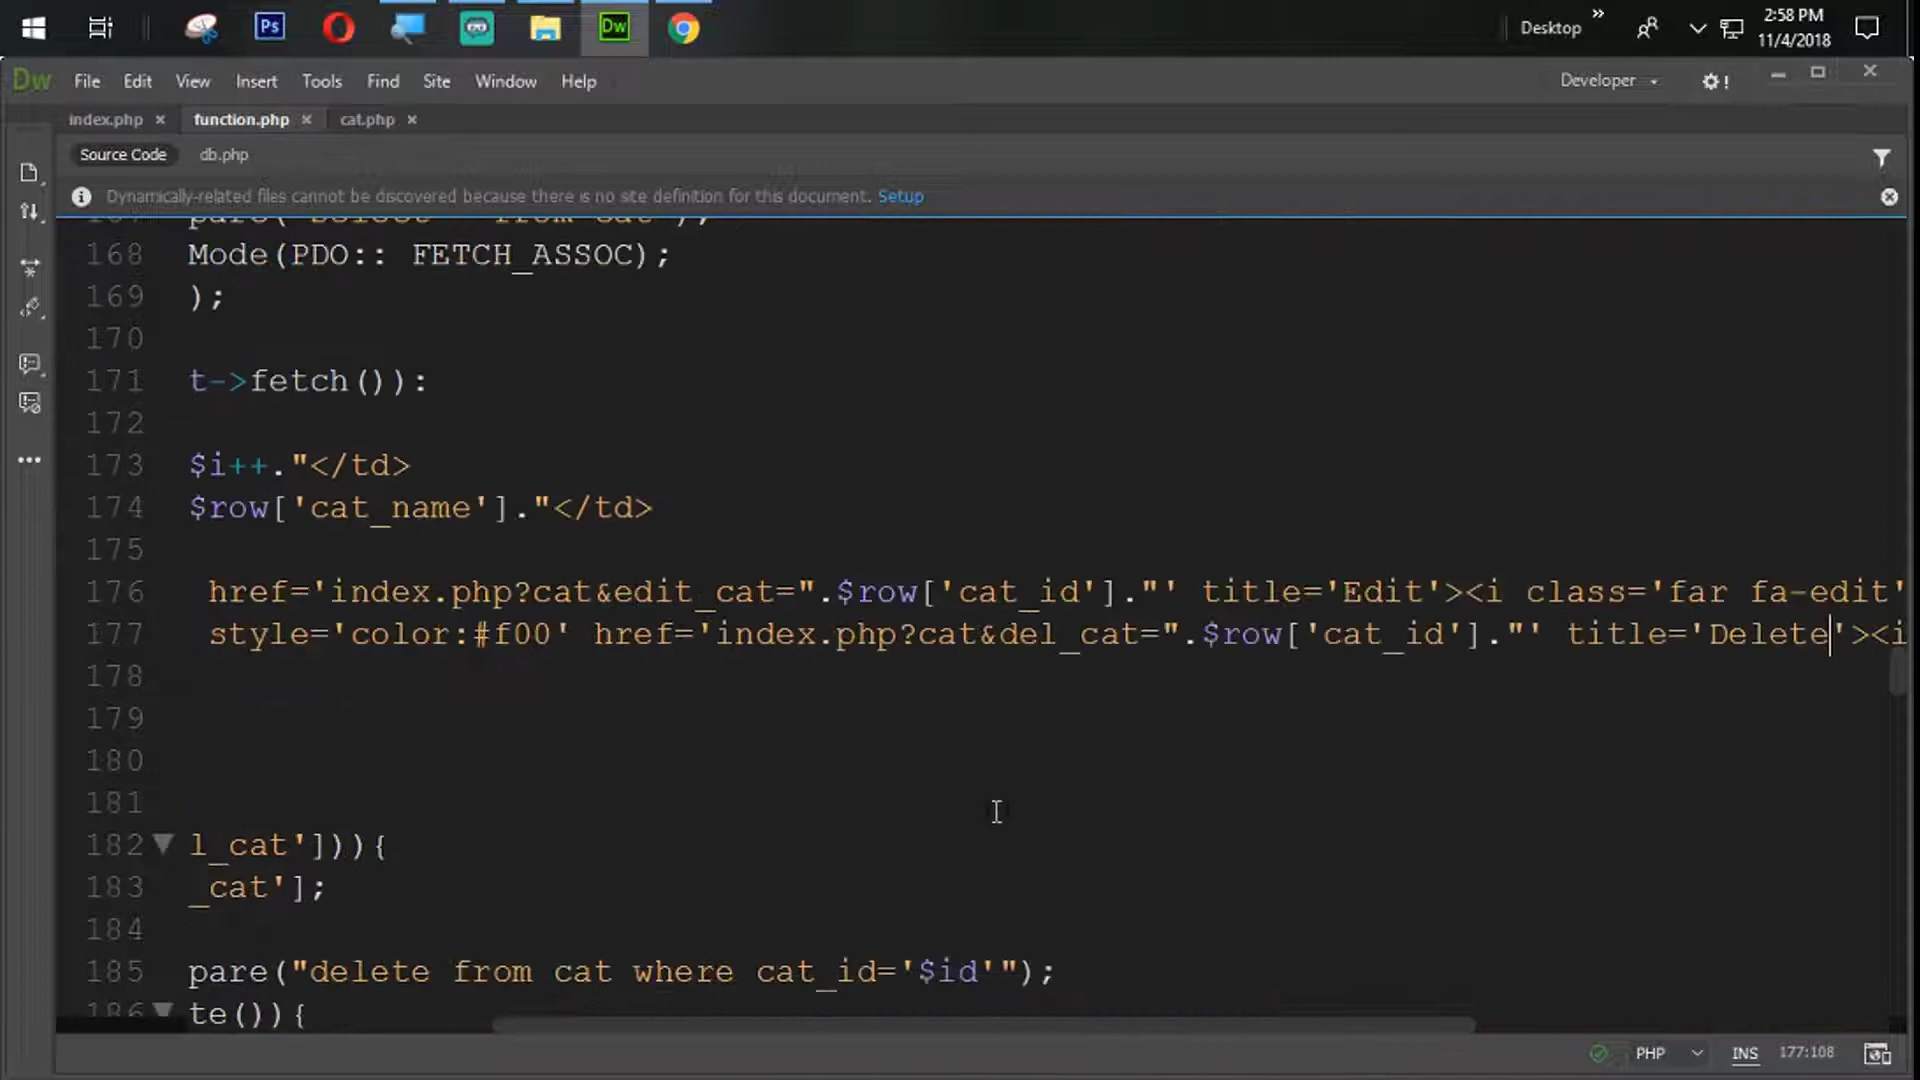 Ps
Dw
Desktop
»
2:58 PM
11/4/2018
Dw File Edit View Insert Tools Find Site Window Help
Developer
!
index.php × function.php × cat.php ×
Source Code db.php
Dynamically-related files cannot be discovered because there is no site definition for this document. Setup
168 Mode(PDO:: FETCH_ASSOC);
169 );
170
171 t->fetch()):
172
173 $i++."</td>
174 $row['cat_name']."</td>
175
176 href='index.php?cat&edit_cat=".$row['cat_id']."' title='Edit'><i class='far fa-edit'
177 style='color:#f00' href='index.php?cat&del_cat=".$row['cat_id']."' title='Delete'><i
178
179
180
181
182 l_cat'])){
183 _cat'];
184
185 pare("delete from cat where cat_id='$id'");
186 te()){
PHP INS 177:108